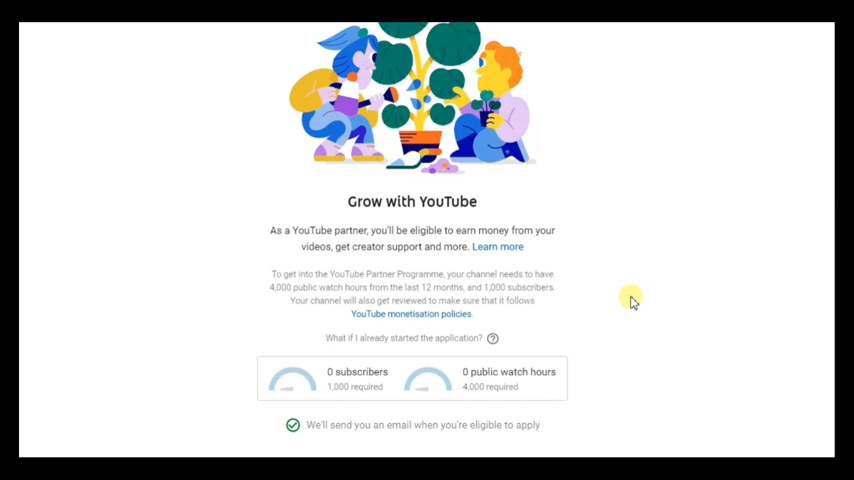 Grow with YouTube
As a YouTube partner, you'll be eligible to earn money from your
videos, get creator support and more. Learn more
To get into the YouTube Partner Programme, your channel needs to have
4,000 public watch hours from the last 12 months, and 1,000 subscribers.
Your channel will also get reviewed to make sure that it follows
YouTube monetisation policies.
What if I already started the application? ?
0 subscribers
1,000 required
0 public watch hours
4,000 required
We'll send you an email when you're eligible to apply